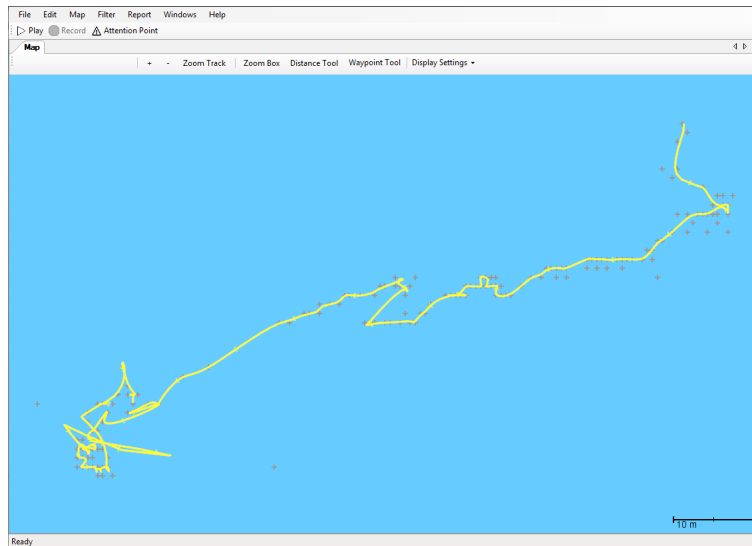 File Edit Map Filter Report Windows Help
Play Record Attention Point
Map
+ - Zoom Track Zoom Box Distance Tool Waypoint Tool Display Settings
10 m
Ready